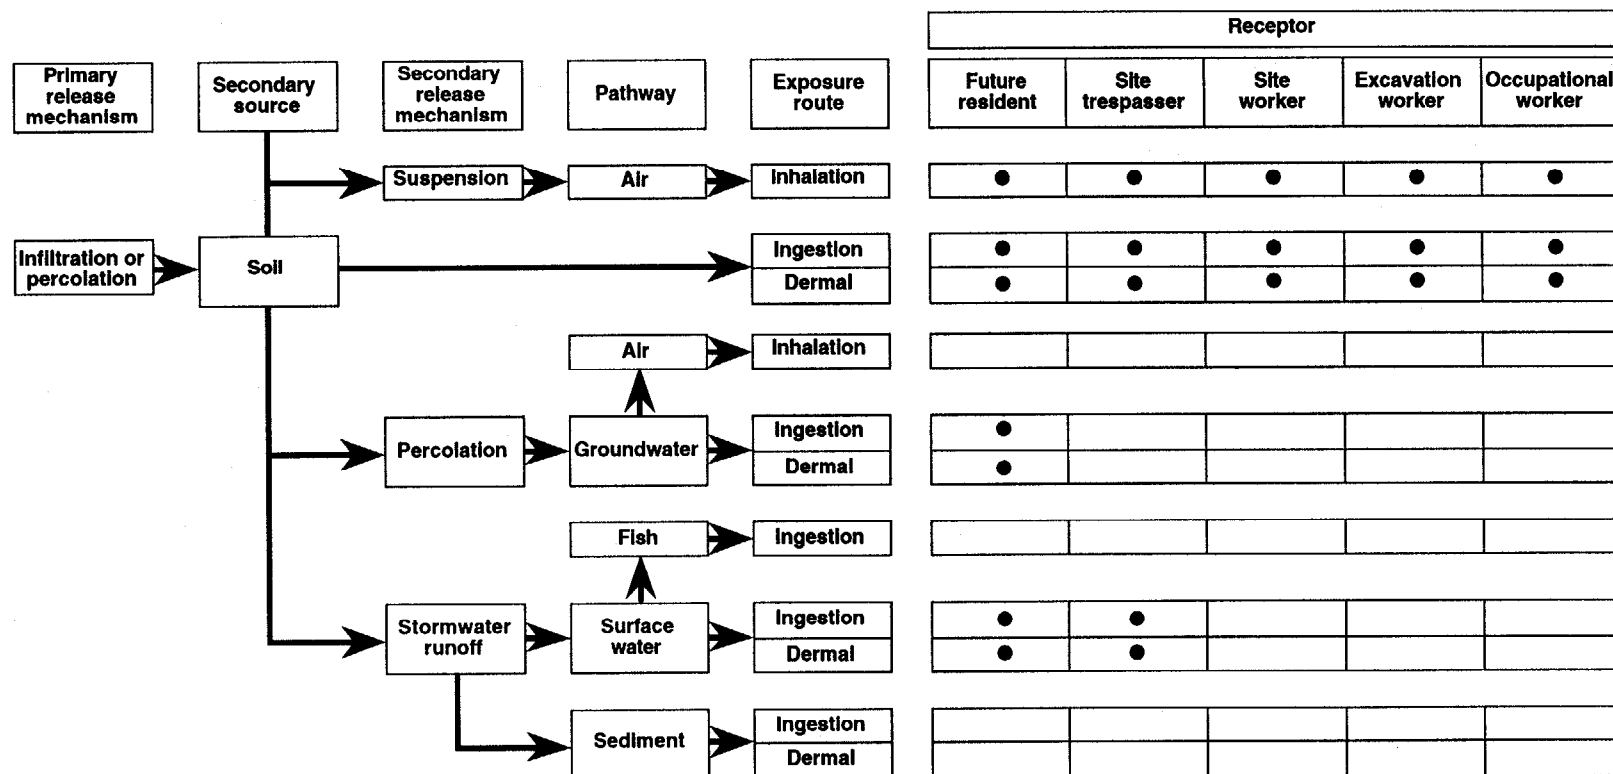 Receptor
Primary
release
mechanism
Secondary
source
Secondary
release
mechanism
Pathway
Exposure
route
Future
resident
Site
trespasser
Site
worker
Excavation
worker
Occupational
worker
Suspension
Air
Inhalation
Infiltration or
percolation
Soil
Ingestion
Dermal
Air
Inhalation
Percolation
Groundwater
Ingestion
Dermal
Fish
Ingestion
Stormwater
runoff
Surface
water
Ingestion
Dermal
Sediment
Ingestion
Dermal